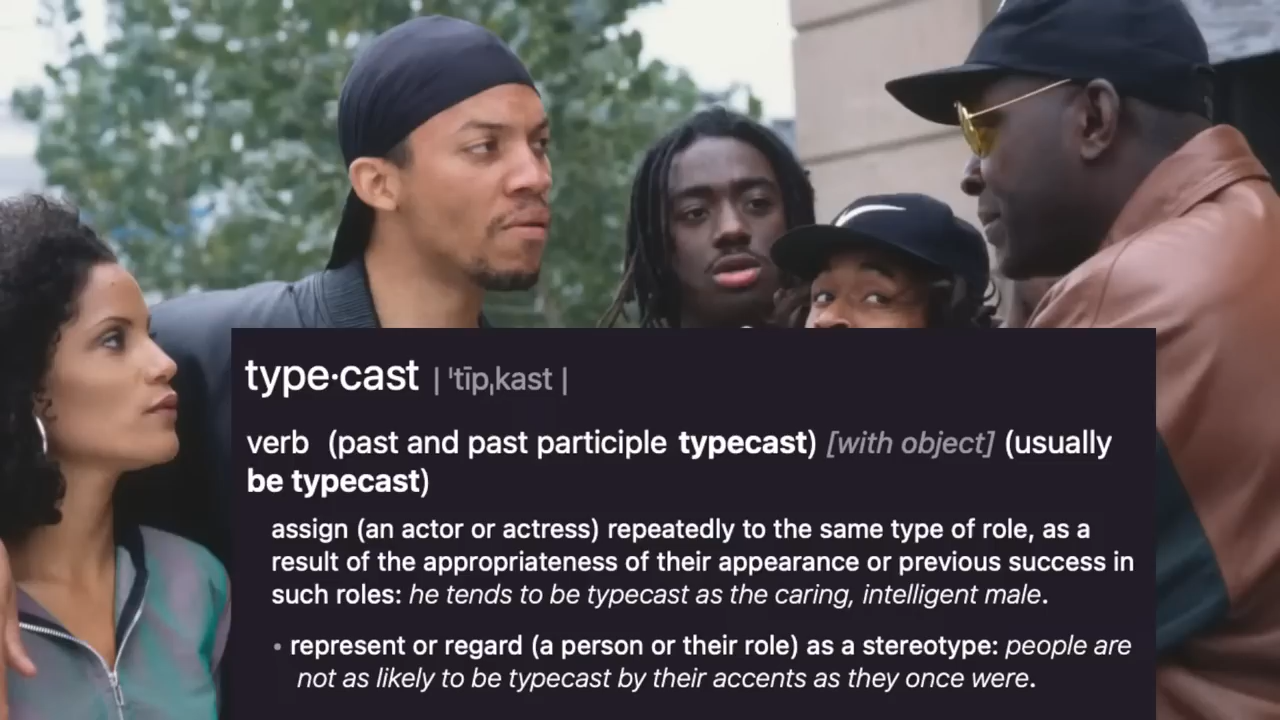 type·cast | ˈtīpˌkast |
verb (past and past participle typecast) [with object] (usually
be typecast)
assign (an actor or actress) repeatedly to the same type of role, as a
result of the appropriateness of their appearance or previous success in
such roles: he tends to be typecast as the caring, intelligent male.
• represent or regard (a person or their role) as a stereotype: people are
not as likely to be typecast by their accents as they once were.